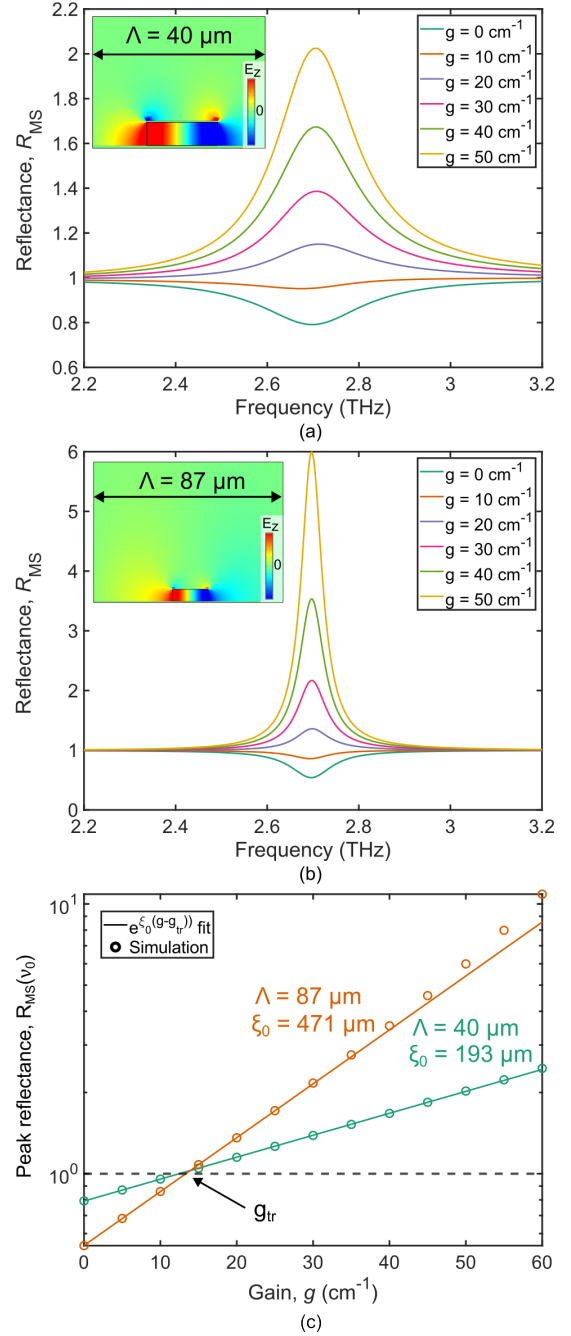 Λ = 40 µm
E_z
0
g = 0 cm⁻¹
g = 10 cm⁻¹
g = 20 cm⁻¹
g = 30 cm⁻¹
g = 40 cm⁻¹
g = 50 cm⁻¹
Reflectance, R_MS
2.2
2
1.8
1.6
1.4
1.2
1
0.8
0.6
2.2 2.4 2.6 2.8 3 3.2
Frequency (THz)
(a)
Λ = 87 µm
E_z
0
g = 0 cm⁻¹
g = 10 cm⁻¹
g = 20 cm⁻¹
g = 30 cm⁻¹
g = 40 cm⁻¹
g = 50 cm⁻¹
Reflectance, R_MS
6
5
4
3
2
1
0
2.2 2.4 2.6 2.8 3 3.2
Frequency (THz)
(b)
e^ξ₀(g-g_tr)) fit
Simulation
Λ = 87 µm
ξ₀ = 471 µm
Λ = 40 µm
ξ₀ = 193 µm
g_tr
Peak reflectance, R_MS(ν₀)
10¹
10⁰
0 10 20 30 40 50 60
Gain, g (cm⁻¹)
(c)